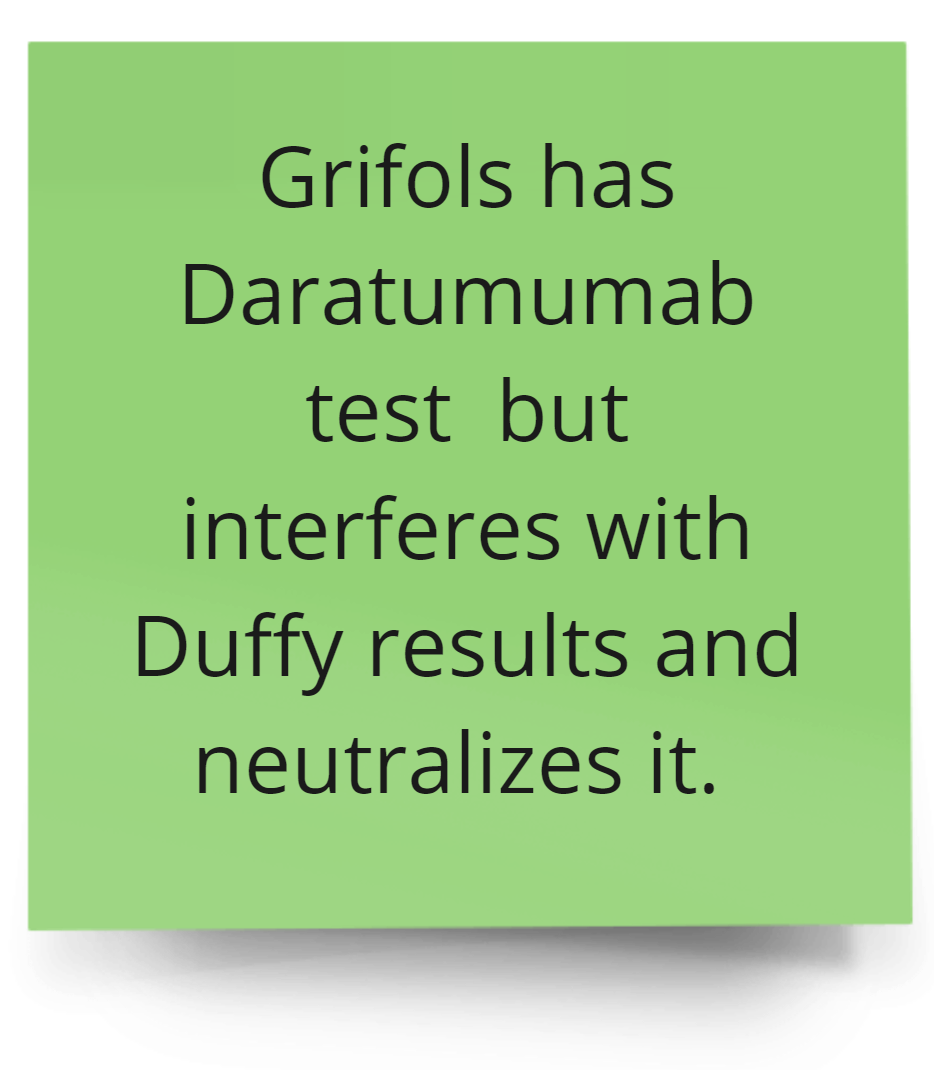 Grifols has
Daratumumab
test  but
interferes with
Duffy results and
neutralizes it.